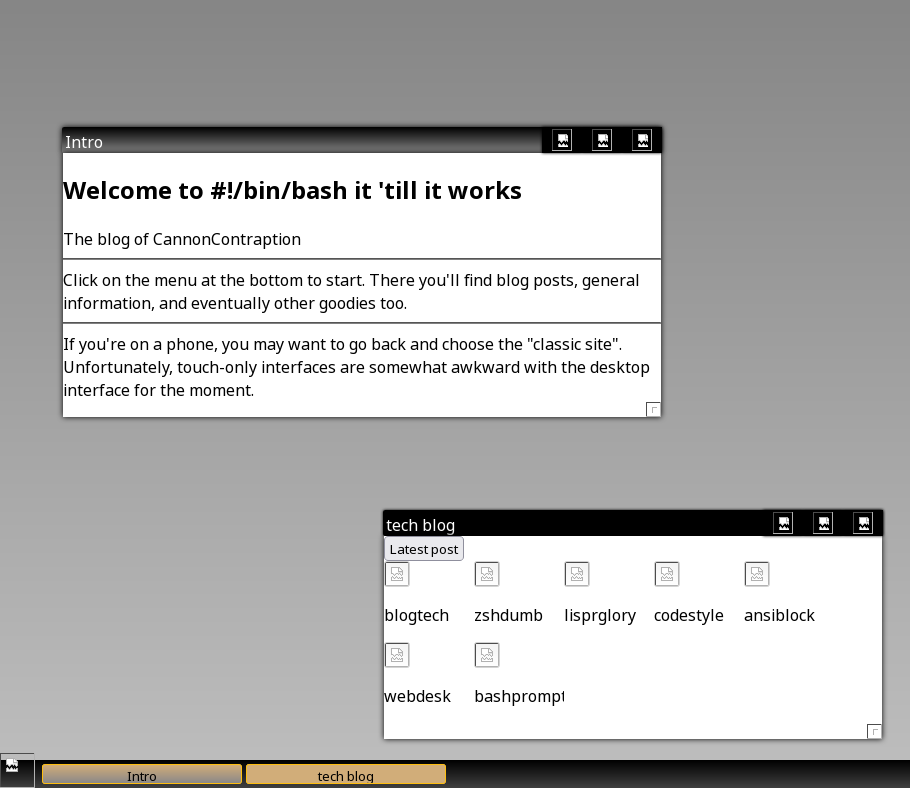 Intro
Welcome to #!/bin/bash it 'till it works
The blog of CannonContraption
Click on the menu at the bottom to start. There you'll find blog posts, general
information, and eventually other goodies too.
If you're on a phone, you may want to go back and choose the "classic site".
Unfortunately, touch-only interfaces are somewhat awkward with the desktop
interface for the moment.
tech blog
Latest post
blogtech zshdumb lisprglory codestyle ansiblock
webdesk bashprompt
Intro tech blog